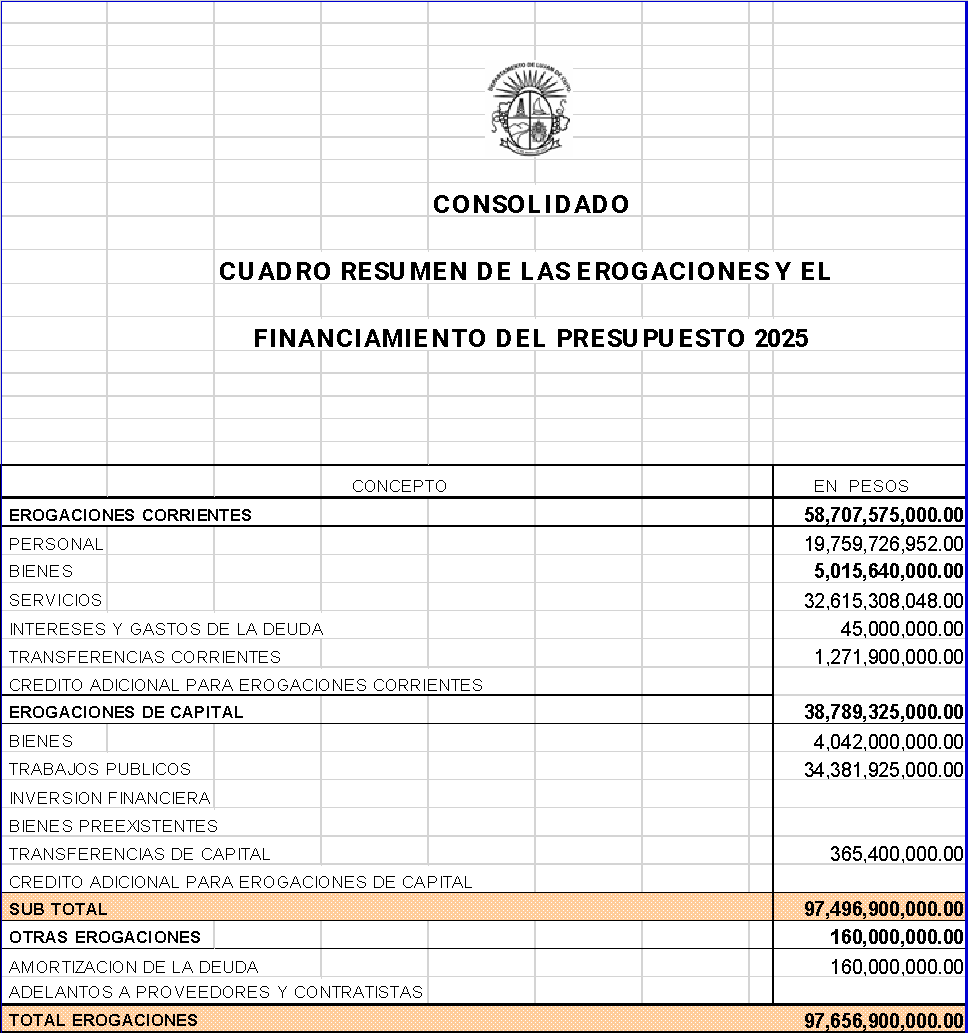 DEPARTAMENTO DE LUJAN DE CUYO
CONSOLIDADO
CUADRO RESUMEN DE LAS EROGACIONES Y EL
FINANCIAMIENTO DEL PRESUPUESTO 2025
CONCEPTO EN PESOS
EROGACIONES CORRIENTES 58,707,575,000.00
PERSONAL 19,759,726,952.00
BIENES 5,015,640,000.00
SERVICIOS 32,615,308,048.00
INTERESES Y GASTOS DE LA DEUDA 45,000,000.00
TRANSFERENCIAS CORRIENTES 1,271,900,000.00
CREDITO ADICIONAL PARA EROGACIONES CORRIENTES
EROGACIONES DE CAPITAL 38,789,325,000.00
BIENES 4,042,000,000.00
TRABAJOS PUBLICOS 34,381,925,000.00
INVERSION FINANCIERA
BIENES PREEXISTENTES
TRANSFERENCIAS DE CAPITAL 365,400,000.00
CREDITO ADICIONAL PARA EROGACIONES DE CAPITAL
SUB TOTAL 97,496,900,000.00
OTRAS EROGACIONES 160,000,000.00
AMORTIZACION DE LA DEUDA 160,000,000.00
ADELANTOS A PROVEEDORES Y CONTRATISTAS
TOTAL EROGACIONES 97,656,900,000.00